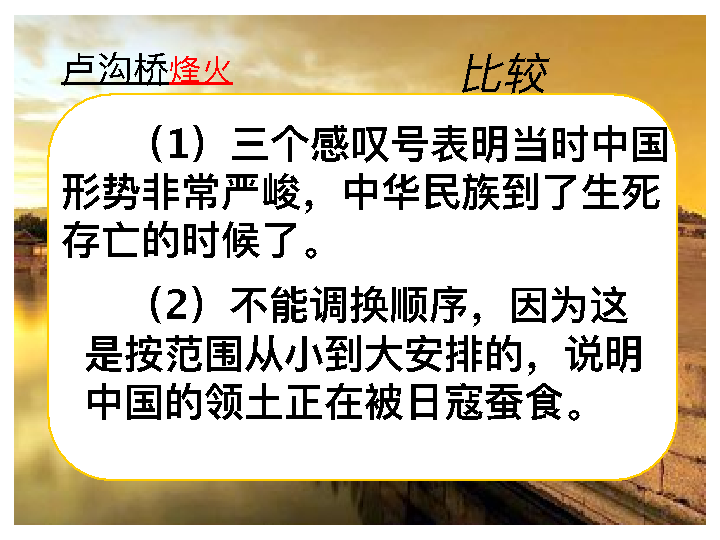 卢沟桥烽火
比较
（1）三个感叹号表明当时中国
形势非常严峻，中华民族到了生死
存亡的时候了。
（2）不能调换顺序，因为这
是按范围从小到大安排的，说明
中国的领土正在被日寇蚕食。